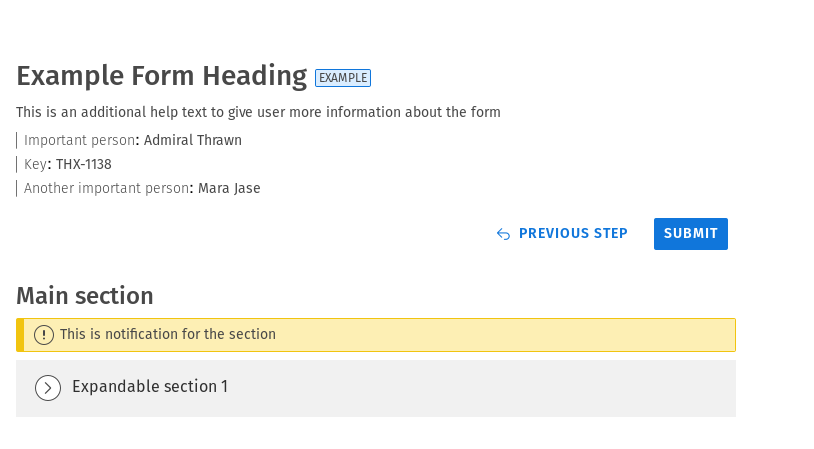 Example Form Heading EXAMPLE
This is an additional help text to give user more information about the form
Important person: Admiral Thrawn
Key: THX-1138
Another important person: Mara Jase
PREVIOUS STEP SUBMIT
Main section
This is notification for the section
Expandable section 1